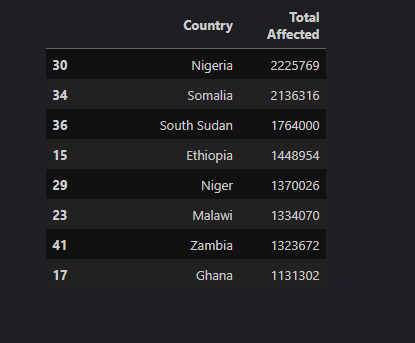 Country Total Affected
30 Nigeria 2225769
34 Somalia 2136316
36 South Sudan 1764000
15 Ethiopia 1448954
29 Niger 1370026
23 Malawi 1334070
41 Zambia 1323672
17 Ghana 1131302